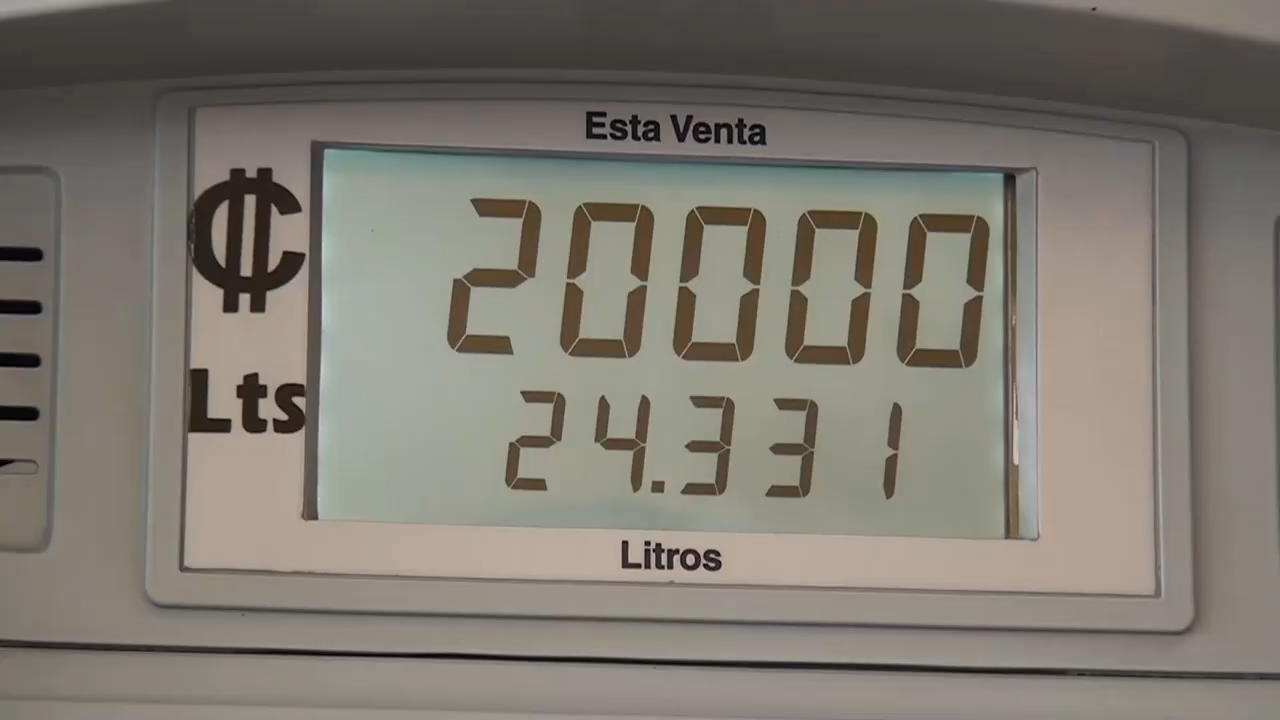 Esta Venta
₡ 20000
Lts 24.331
Litros